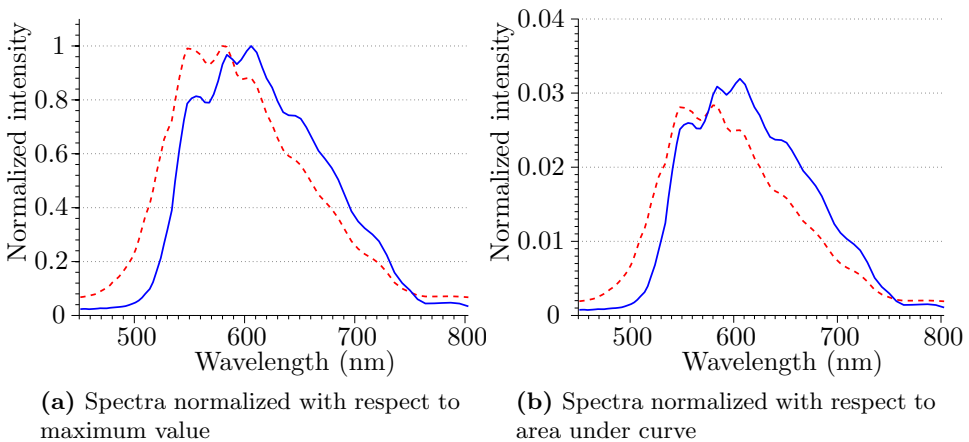 Normalized intensity
1
0.8
0.6
0.4
0.2
0
500 600 700 800
Wavelength (nm)
(a) Spectra normalized with respect to
maximum value
Normalized intensity
0.04
0.03
0.02
0.01
0
500 600 700 800
Wavelength (nm)
(b) Spectra normalized with respect to
area under curve